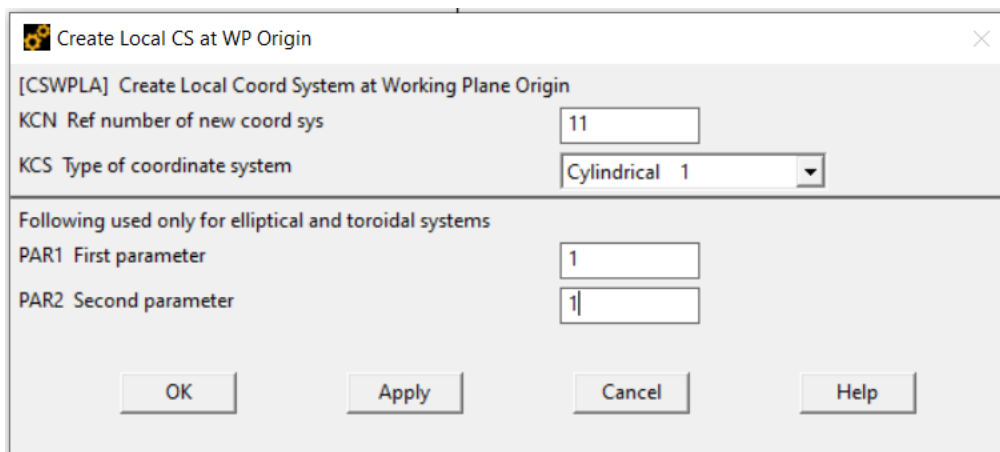 Create Local CS at WP Origin
[CSWPLA] Create Local Coord System at Working Plane Origin
KCN Ref number of new coord sys 11
KCS Type of coordinate system Cylindrical 1
Following used only for elliptical and toroidal systems
PAR1 First parameter 1
PAR2 Second parameter 1
OK Apply Cancel Help